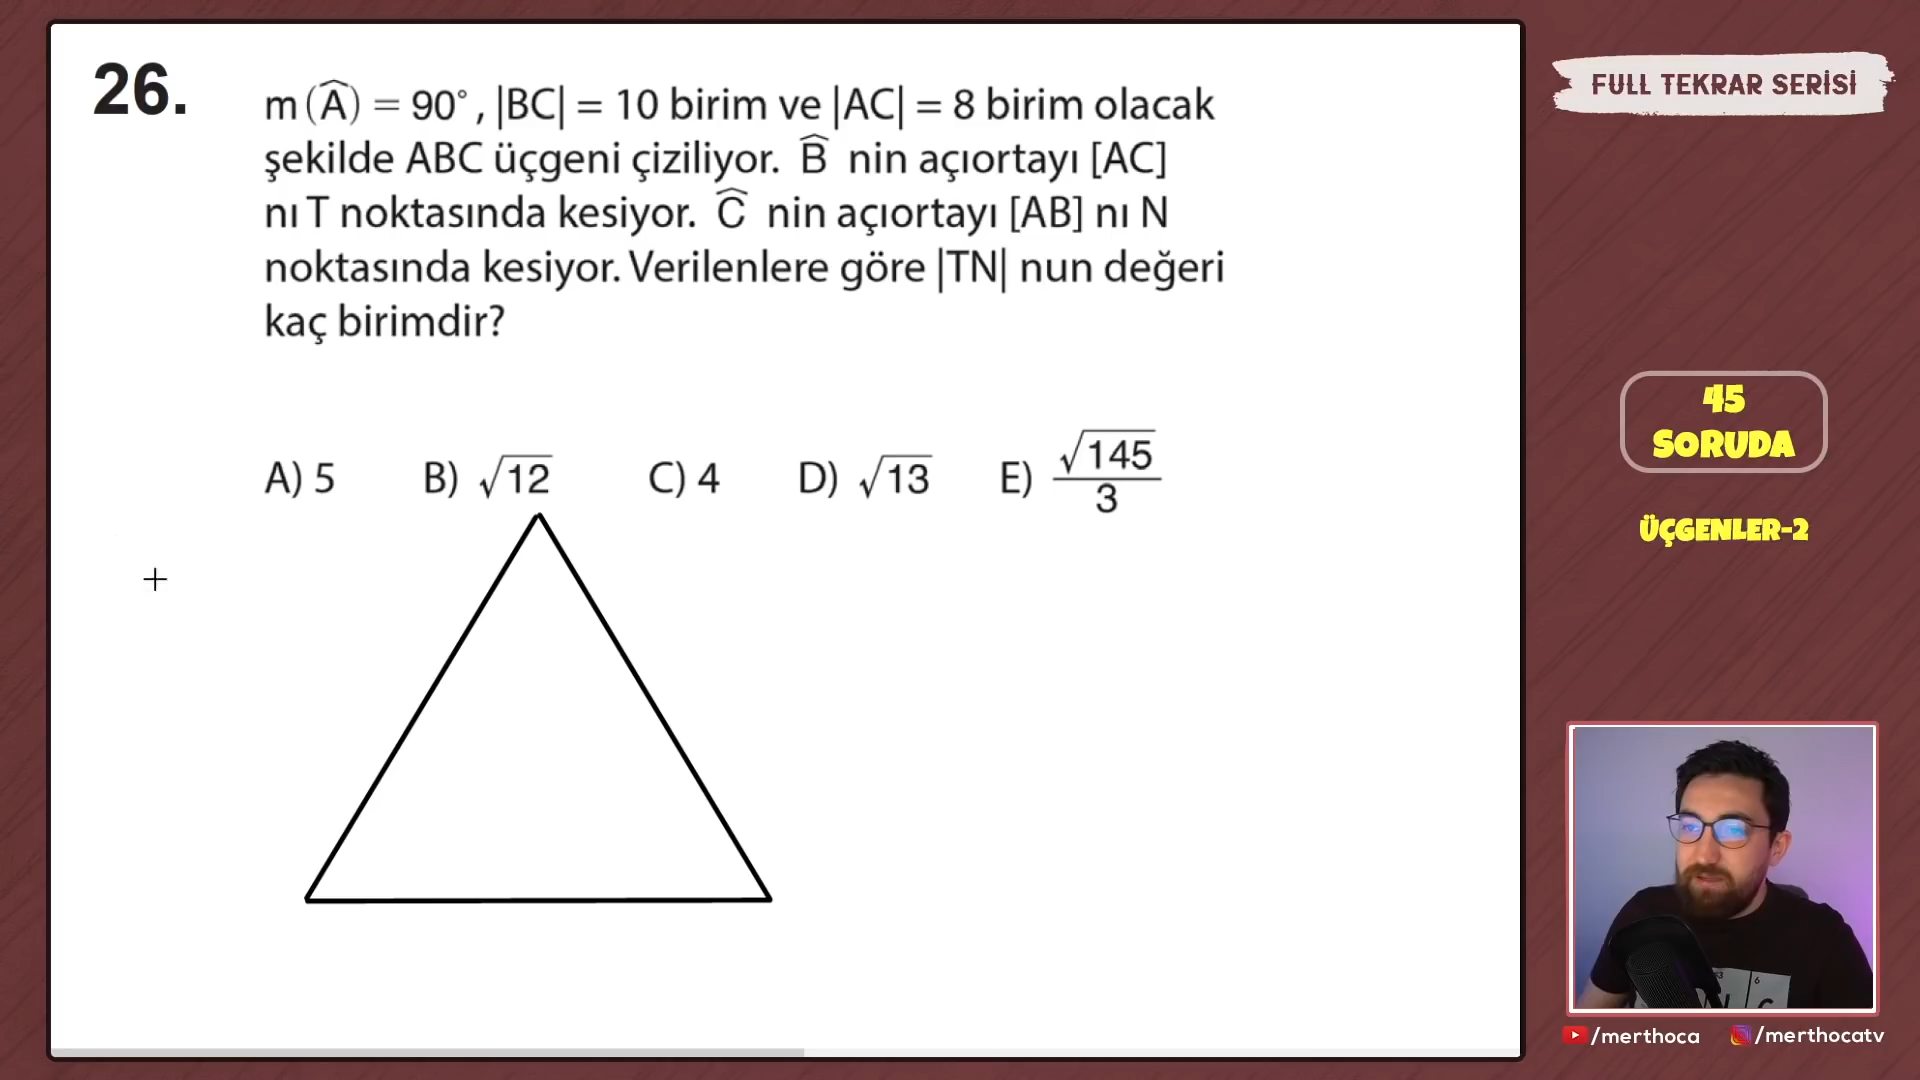 26.
m(Â) = 90°, |BC| = 10 birim ve |AC| = 8 birim olacak
şekilde ABC üçgeni çiziliyor. B̂ nin açıortayı [AC]
nı T noktasında kesiyor. Ĉ nin açıortayı [AB] nı N
noktasında kesiyor. Verilenlere göre |TN| nun değeri
kaç birimdir?
A) 5 B) √12 C) 4 D) √13 E) √145/3
FULL TEKRAR SERİSİ
45
SORUDA
ÜÇGENLER-2
/merthoca /merthocatv